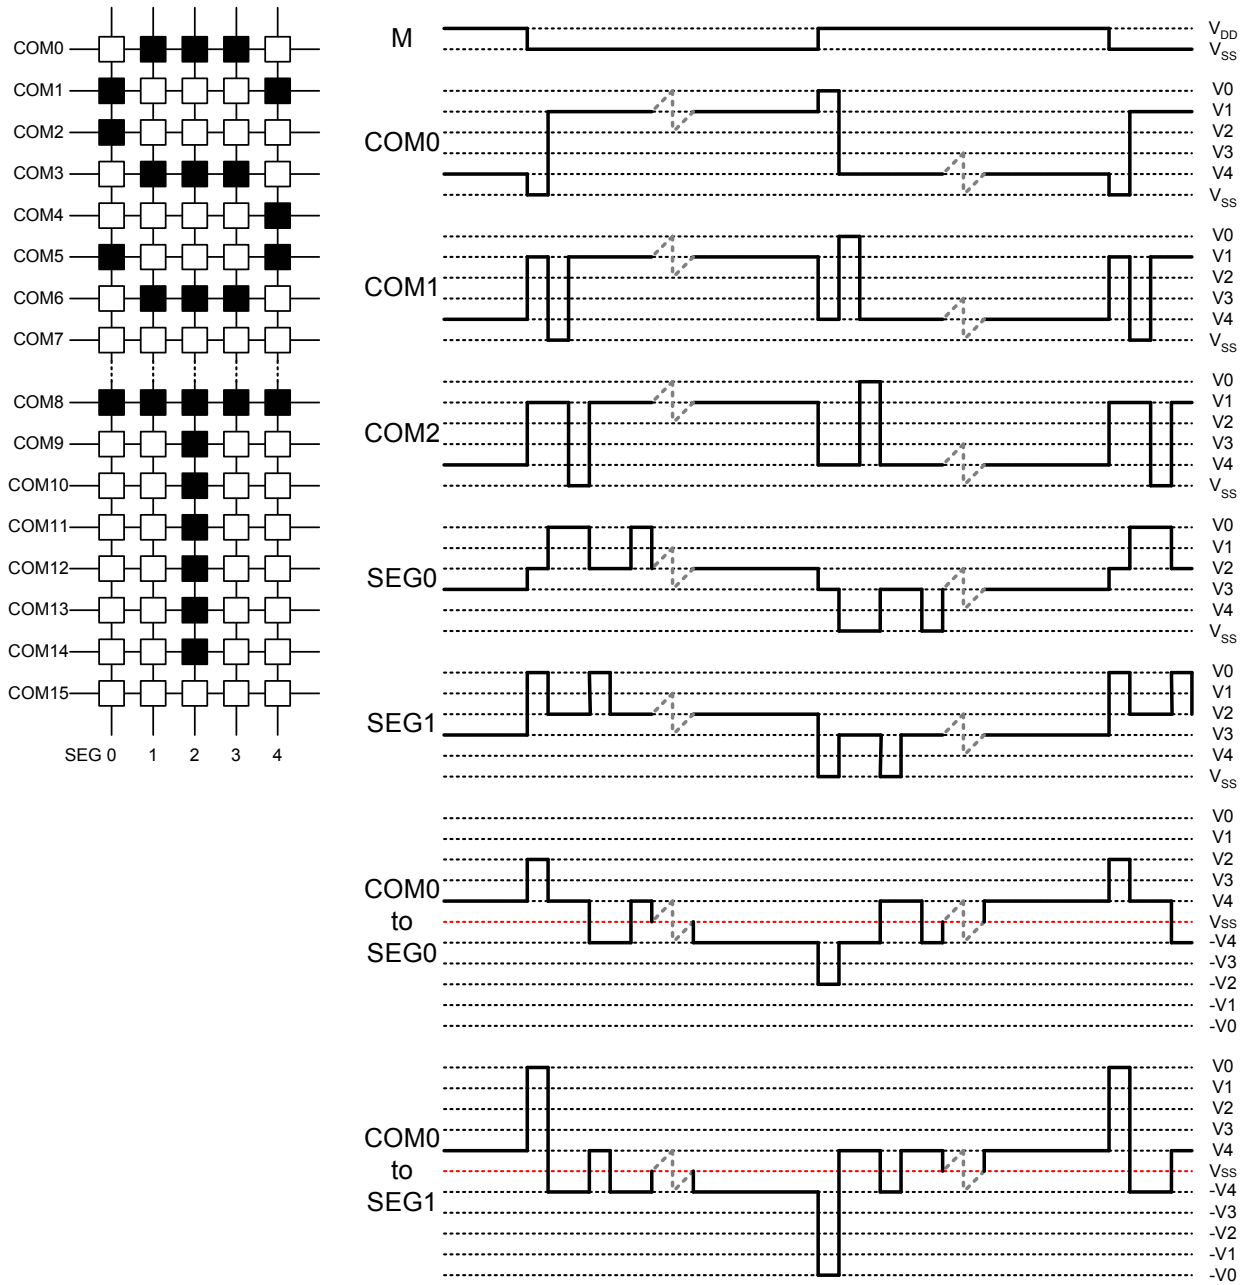 COM0
COM1
COM2
COM3
COM4
COM5
COM6
COM7
COM8
COM9
COM10
COM11
COM12
COM13
COM14
COM15
SEG 0 1 2 3 4
M
VDD
VSS
COM0
V0
V1
V2
V3
V4
VSS
COM1
V0
V1
V2
V3
V4
VSS
COM2
V0
V1
V2
V3
V4
VSS
SEG0
V0
V1
V2
V3
V4
VSS
SEG1
V0
V1
V2
V3
V4
VSS
COM0
to
SEG0
V0
V1
V2
V3
V4
VSS
-V4
-V3
-V2
-V1
-V0
COM0
to
SEG1
V0
V1
V2
V3
V4
VSS
-V4
-V3
-V2
-V1
-V0